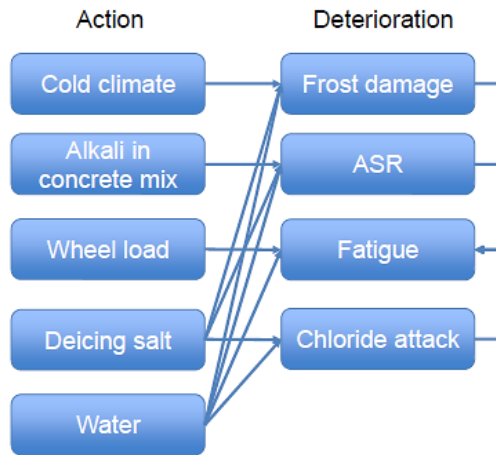 Action
Deterioration
Cold climate
Frost damage
Alkali in
concrete mix
ASR
Wheel load
Fatigue
Deicing salt
Chloride attack
Water